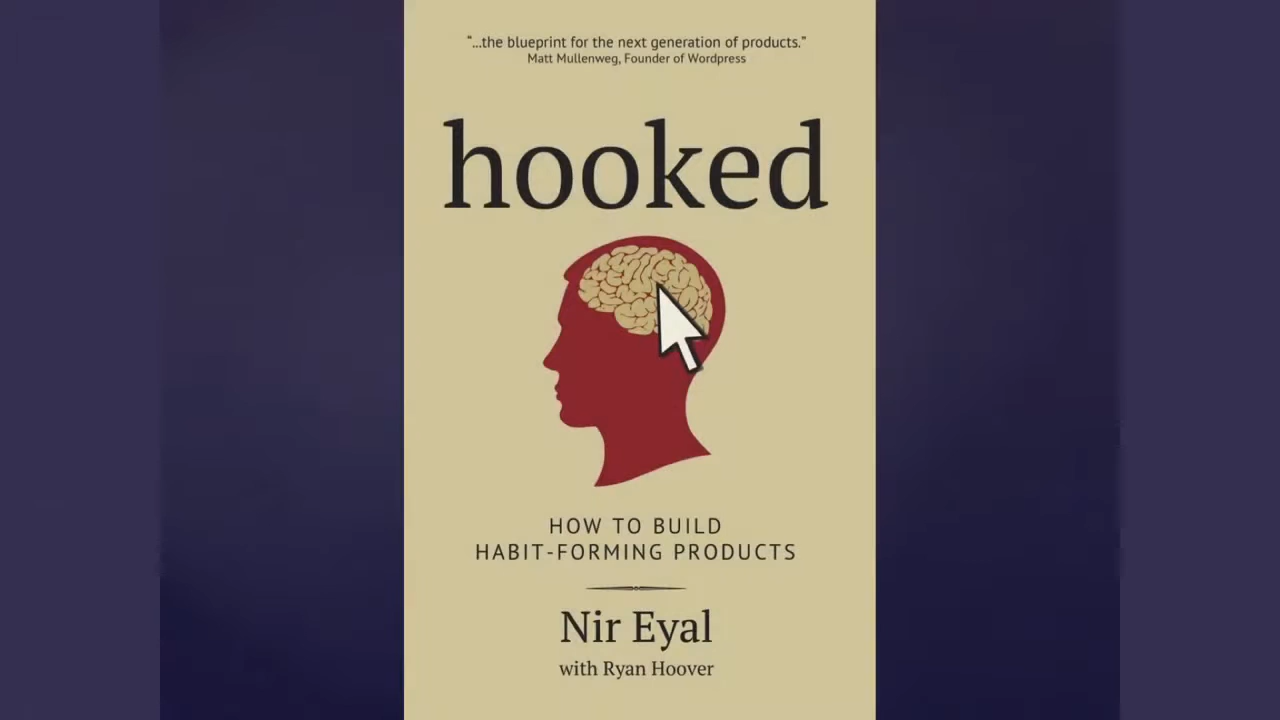 “...the blueprint for the next generation of products.”
Matt Mullenweg, Founder of Wordpress
hooked
HOW TO BUILD
HABIT-FORMING PRODUCTS
Nir Eyal
with Ryan Hoover